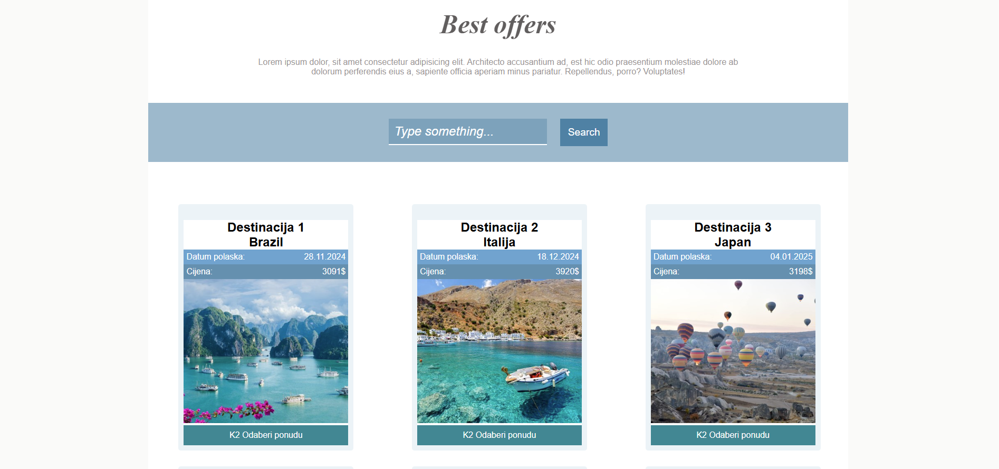 Best offers
Lorem ipsum dolor, sit amet consectetur adipisicing elit. Architecto accusantium ad, est hic odio praesentium molestiae dolore ab
dolorum perferendis eius a, sapiente officia aperiam minus pariatur. Repellendus, porro? Voluptates!
Type something...
Search
Destinacija 1
Brazil
Datum polaska: 28.11.2024
Cijena: 3091$
K2 Odaberi ponudu
Destinacija 2
Italija
Datum polaska: 18.12.2024
Cijena: 3920$
K2 Odaberi ponudu
Destinacija 3
Japan
Datum polaska: 04.01.2025
Cijena: 3198$
K2 Odaberi ponudu